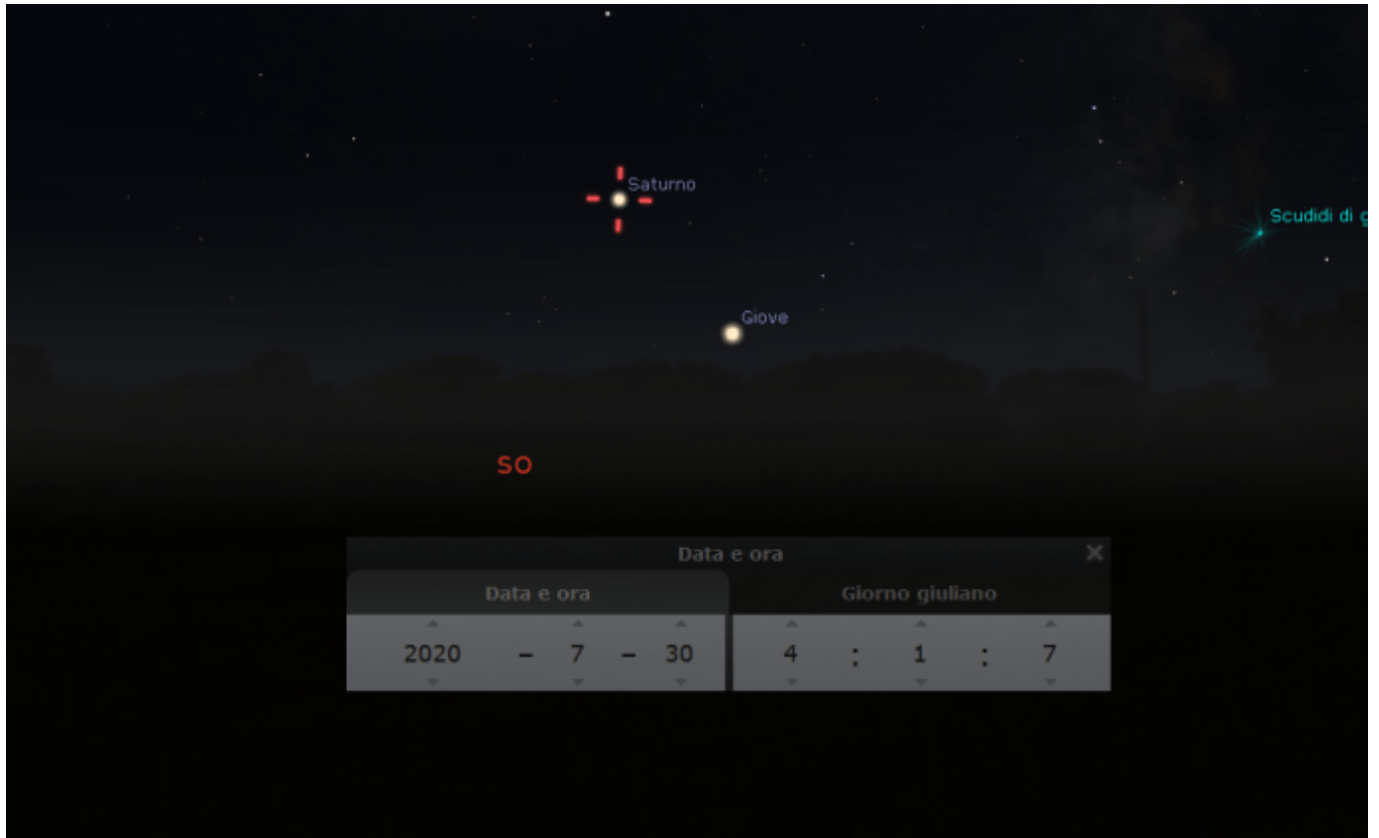 Saturno
Scudidi di g
Giove
SO
Data e ora
Data e ora Giorno giuliano
2020 - 7 - 30 4 : 1 : 7